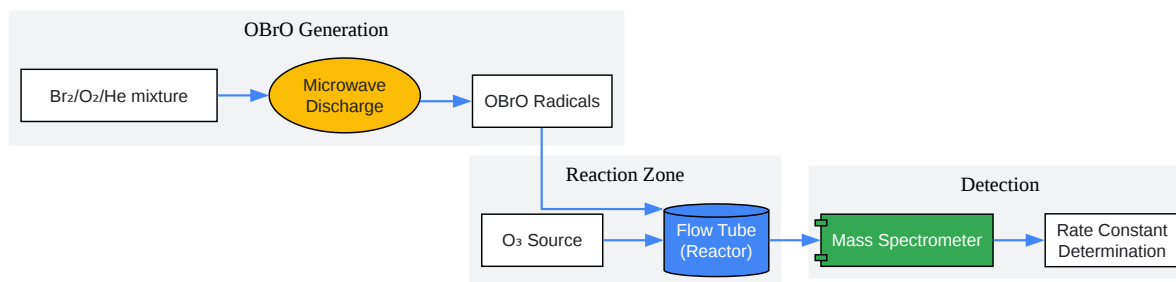 OBrO Generation
Br₂/O₂/He mixture
Microwave
Discharge
OBrO Radicals
Reaction Zone
O₃ Source
Flow Tube
(Reactor)
Detection
Mass Spectrometer
Rate Constant
Determination